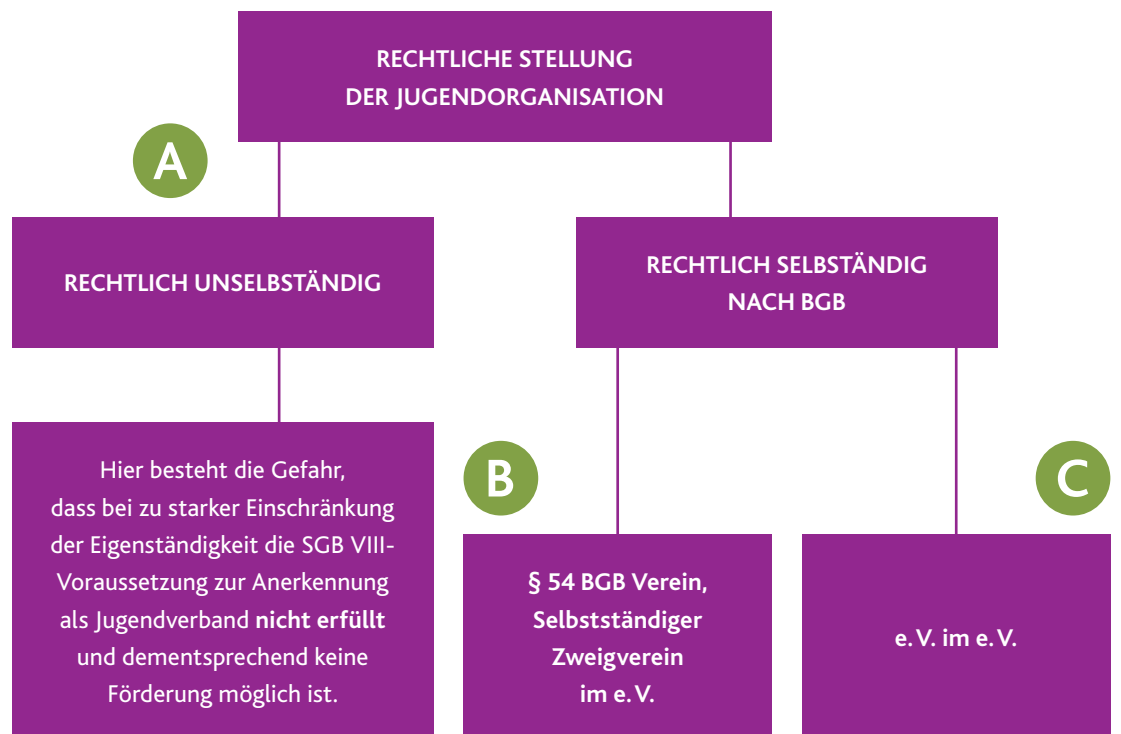 RECHTLICHE STELLUNG
DER JUGENDORGANISATION
A
RECHTLICH UNSELBSTÄNDIG
RECHTLICH SELBSTÄNDIG
NACH BGB
Hier besteht die Gefahr,
dass bei zu starker Einschränkung
der Eigenständigkeit die SGB VIII-
Voraussetzung zur Anerkennung
als Jugendverband nicht erfüllt
und dementsprechend keine
Förderung möglich ist.
B
§ 54 BGB Verein,
Selbstständiger
Zweigverein
im e. V.
C
e. V. im e. V.